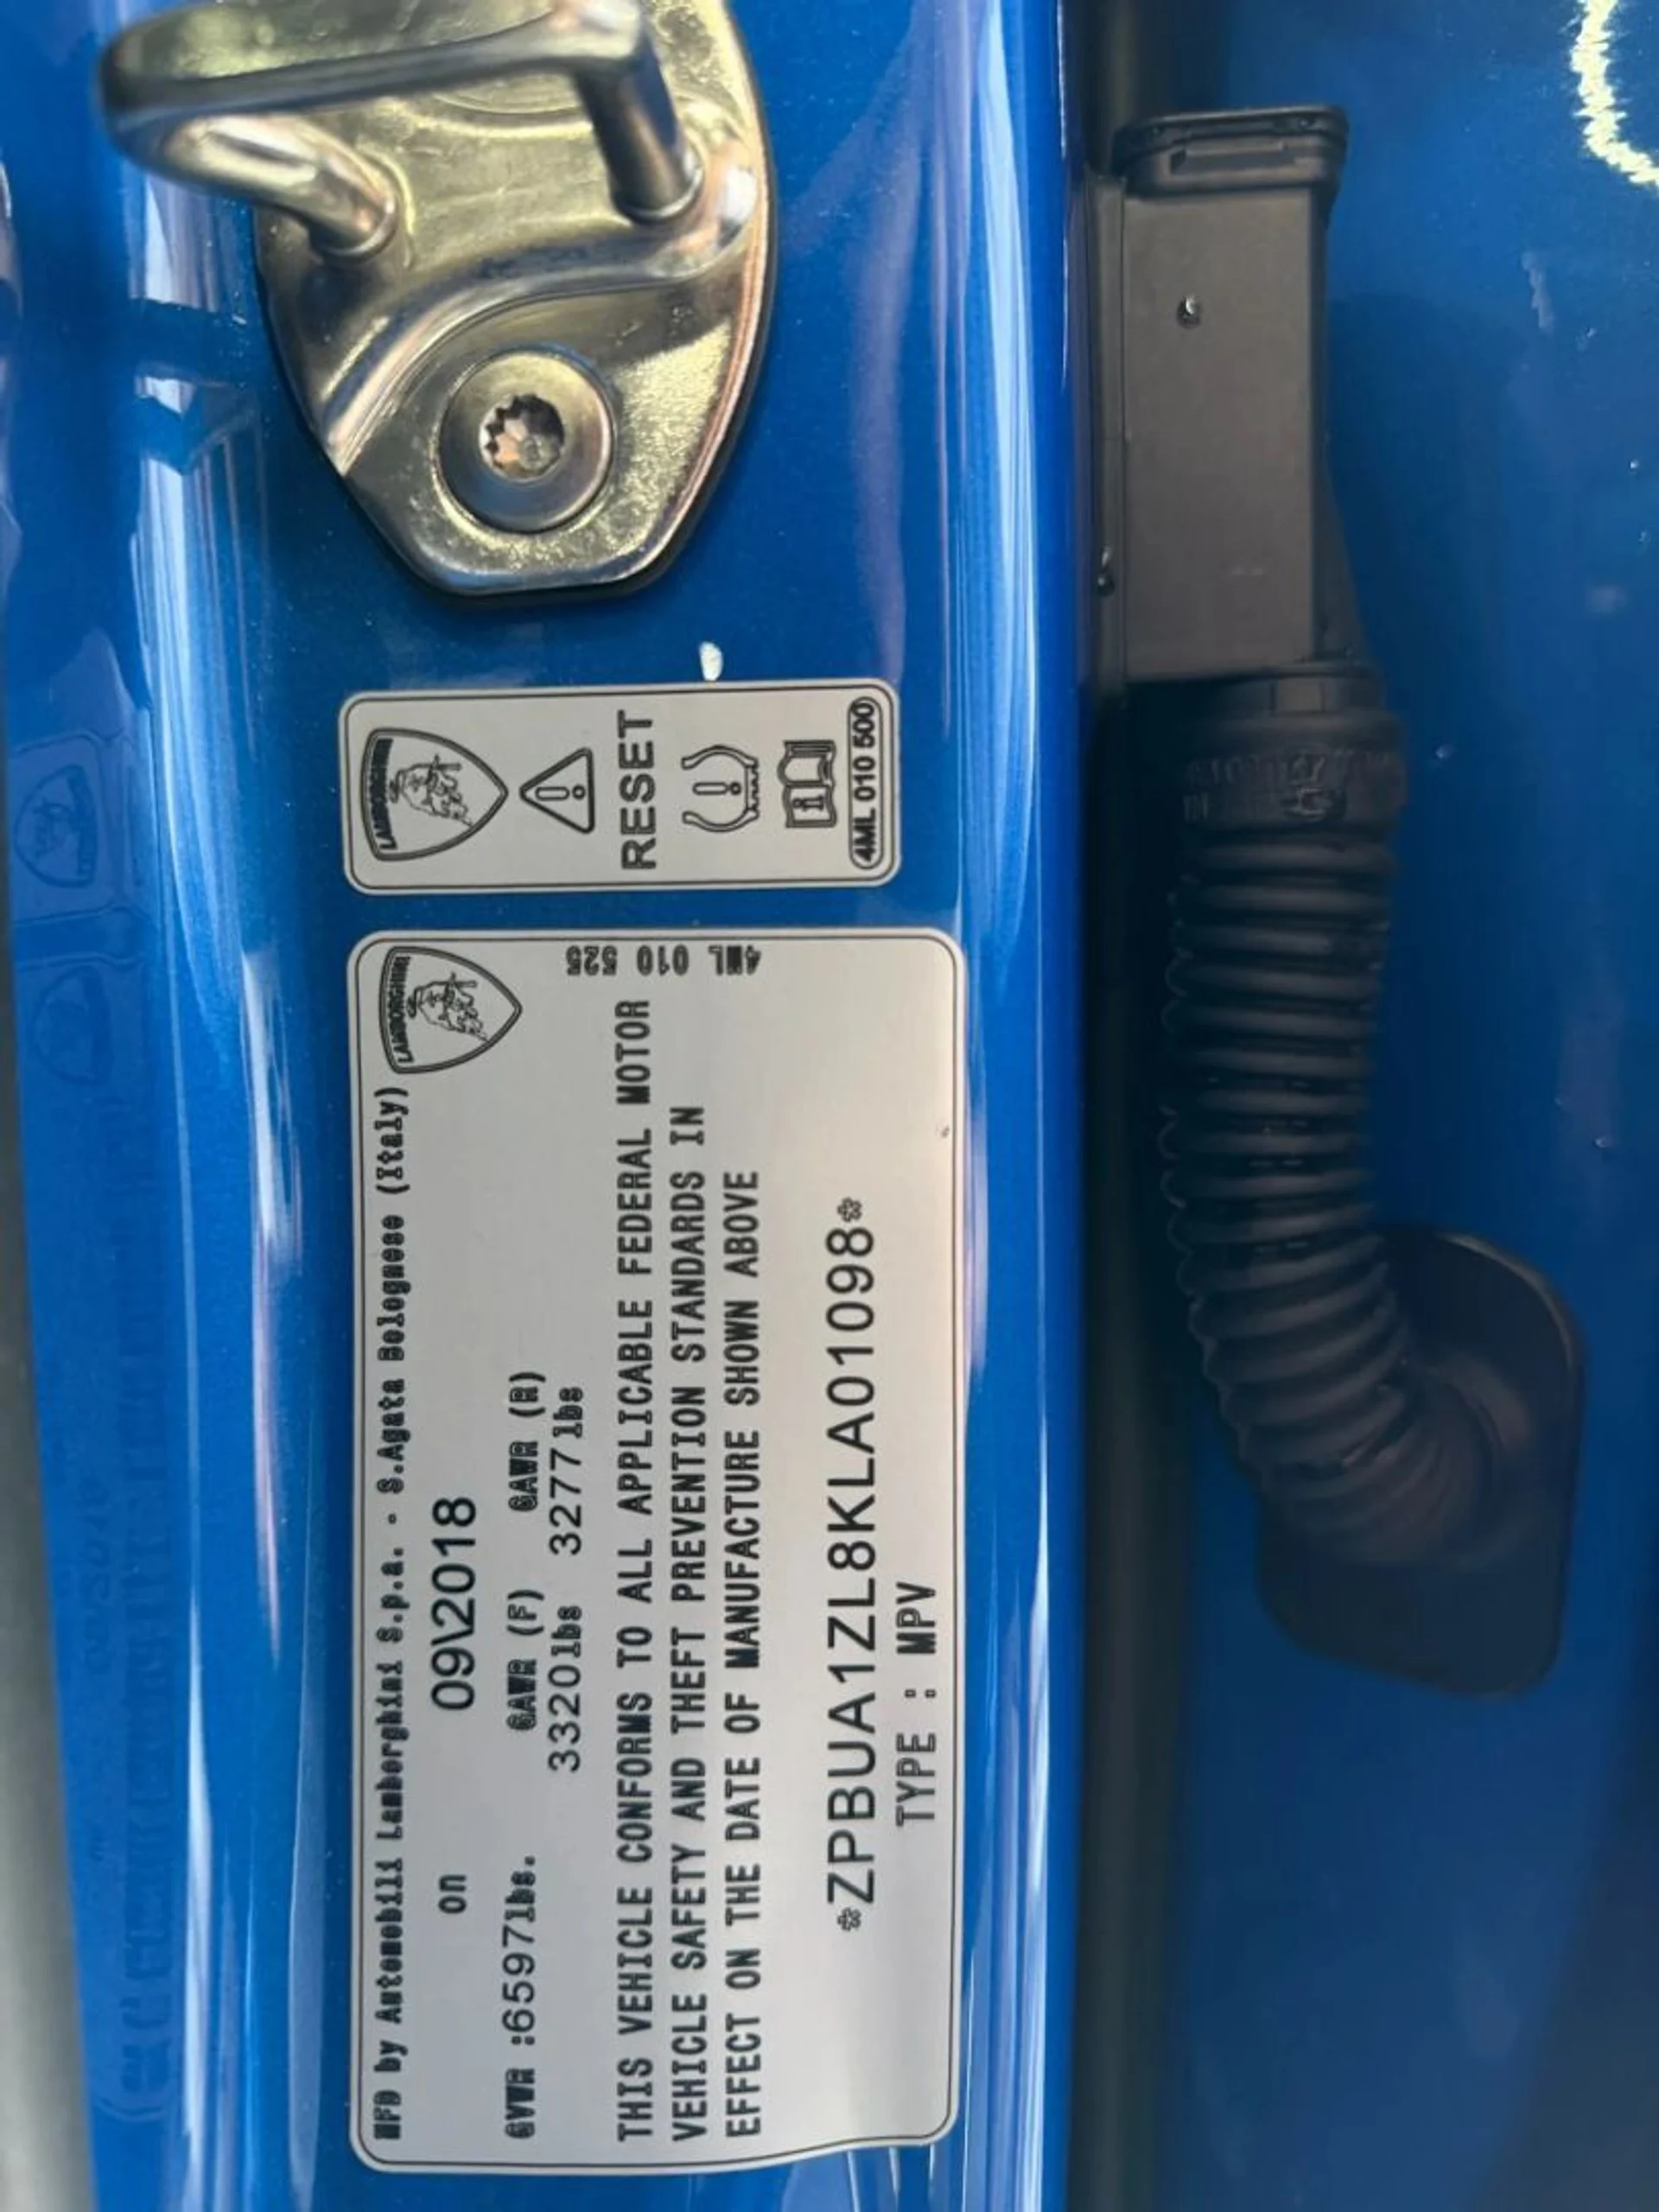 MFD by Automobili Lamborghini S.p.a. - S.Agata Bolognese (Italy)
LAMBORGHINI
on 09\2018
GVWR :6597lbs. GAWR (F) GAWR (R)
3320lbs 3277lbs
4ML 010 525
THIS VEHICLE CONFORMS TO ALL APPLICABLE FEDERAL MOTOR
VEHICLE SAFETY AND THEFT PREVENTION STANDARDS IN
EFFECT ON THE DATE OF MANUFACTURE SHOWN ABOVE
*ZPBUA1ZL8KLA01098*
TYPE : MPV
LAMBORGHINI
RESET
4ML 010 500